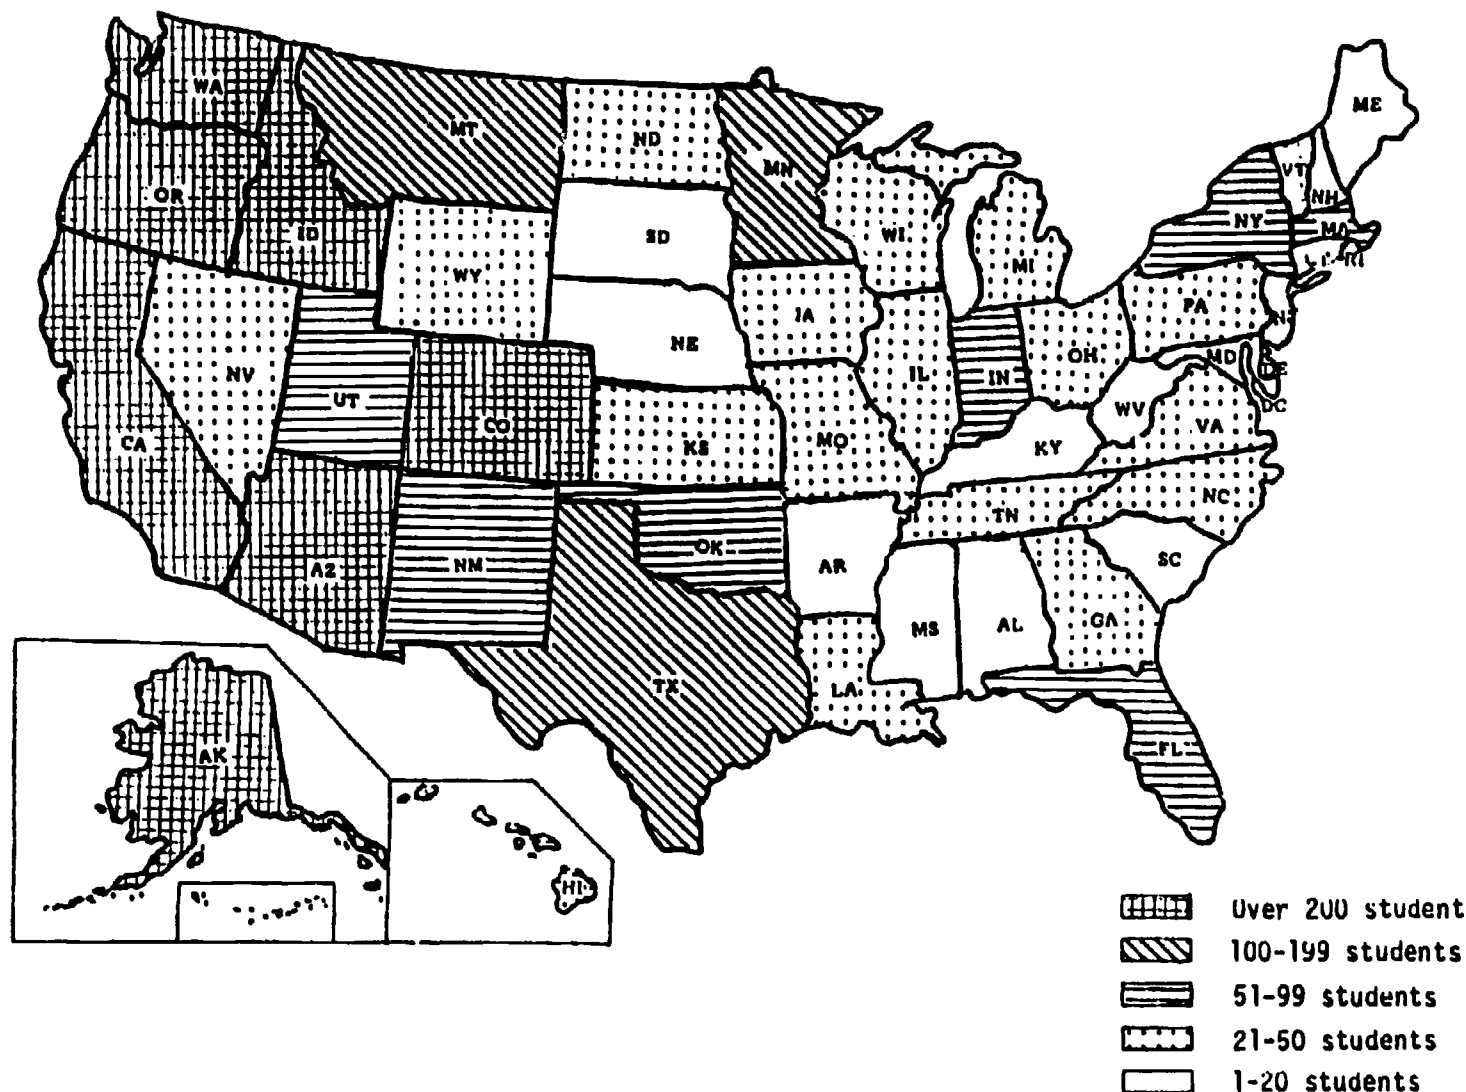 WA
MT
ND
MN
ME
OR
ID
SD
WI
VT
NH
NY
MA
WY
MI
RI
IA
PA
NE
OH
MD
NV
UT
IL
IN
DE
CO
WV
DC
CA
KS
MO
KY
VA
NC
TN
AZ
NM
OK
AR
SC
MS
AL
GA
TX
LA
AK
FL
HI
Over 200 student
100-199 students
51-99 students
21-50 students
1-20 students